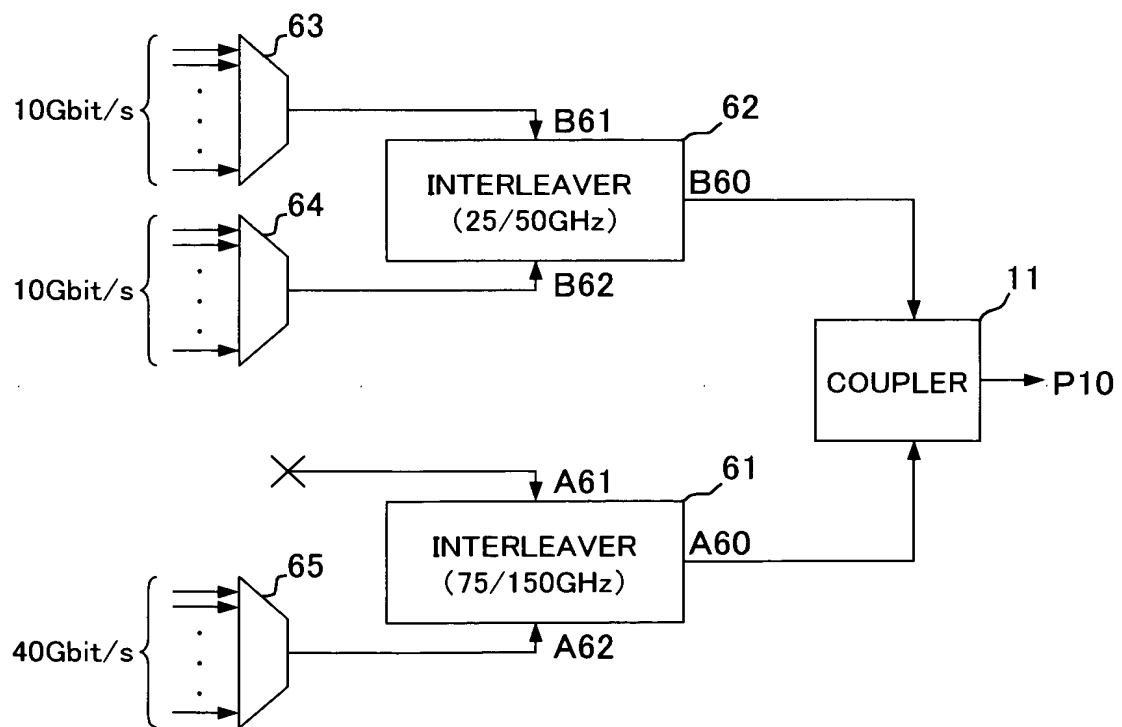 63
10Gbit/s
B61
62
INTERLEAVER
(25/50GHz)
B60
64
10Gbit/s
B62
11
COUPLER
P10
A61
61
INTERLEAVER
(75/150GHz)
A60
65
40Gbit/s
A62